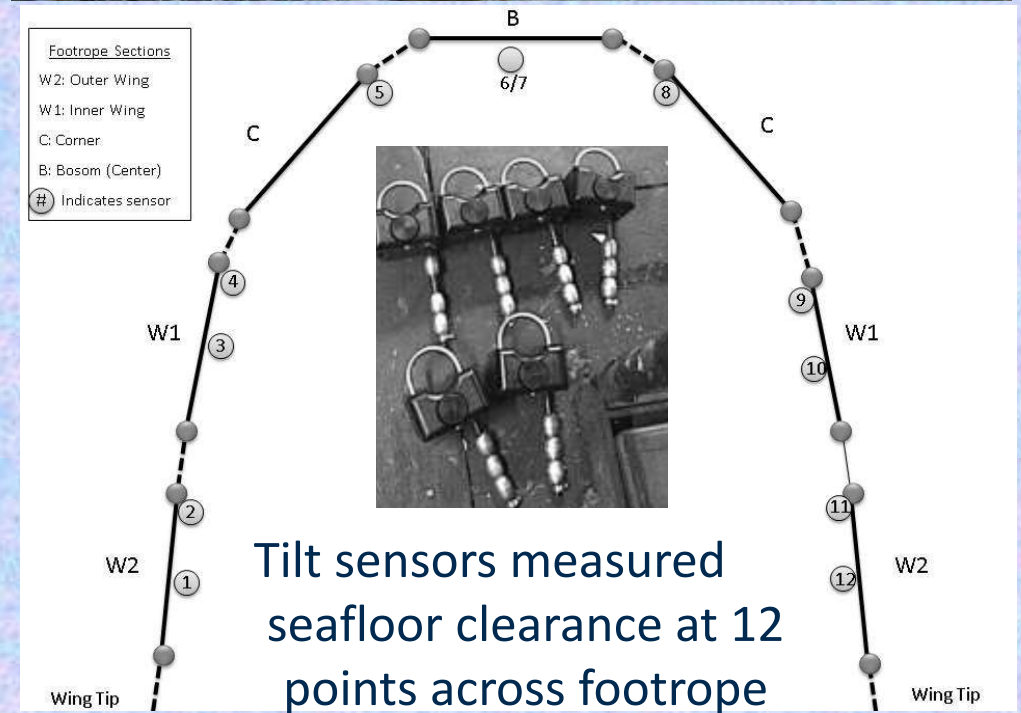 B
Footrope Sections
W2: Outer Wing
W1: Inner Wing
C: Corner
B: Bosom (Center)
# Indicates sensor
6/7
5
8
C
C
4
9
W1
3
W1
10
2
11
W2
1
W2
12
Tilt sensors measured
seafloor clearance at 12
points across footrope
Wing Tip
Wing Tip